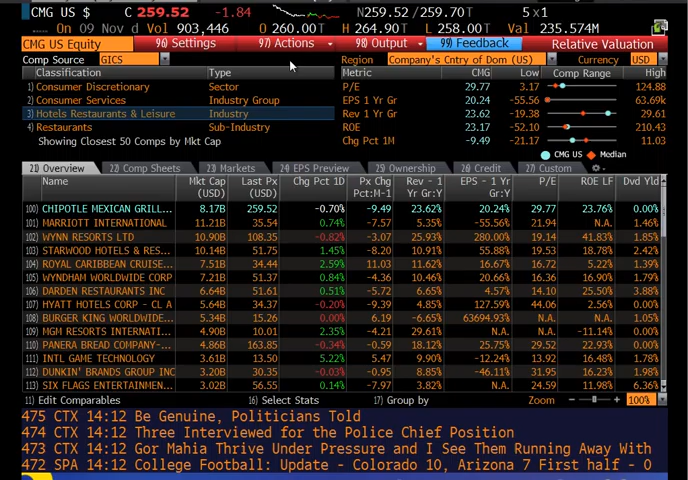 CMG US $ C 259.52 -1.84 N259.52 / 259.70T 5 x 1
On 09 Nov d Vol 903,446 O 260.00T H 264.90T L 258.00T Val 235.574M
CMG US Equity 90) Settings 97) Actions 98) Output 99) Feedback Relative Valuation
Comp Source GICS Region Company's Cntry of Dom (US) Currency USD
Classification Type Metric CMG Low Comp Range High
1) Consumer Discretionary Sector P/E 29.77 3.17 124.88
2) Consumer Services Industry Group EPS 1 Yr Gr 20.24 -55.56 63.69k
3) Hotels Restaurants & Leisure Industry Rev 1 Yr Gr 23.62 -19.38 29.61
4) Restaurants Sub-Industry ROE 23.17 -52.10 210.43
Showing Closest 50 Comps by Mkt Cap Chg Pct 1M -9.49 -21.17 11.03
CMG US Median
21) Overview 22) Comp Sheets 23) Markets 24) EPS Preview 25) Ownership 26) Credit 27) Custom
Name Mkt Cap Last Px Chg Pct 1D Px Chg Rev - 1 EPS - 1 Yr P/E ROE LF Dvd Yld
(USD) (USD) Pct:M-1 Yr Gr:Y Gr:Y
100) CHIPOTLE MEXICAN GRILL... 8.17B 259.52 -0.70% -9.49 23.62% 20.24% 29.77 23.76% 0.00%
101) MARRIOTT INTERNATIONAL 11.21B 35.54 0.74% -7.57 5.35% -55.56% 21.94 N.A. 1.46%
102) WYNN RESORTS LTD 10.90B 108.35 -0.82% -3.07 25.93% 280.00% 19.14 41.83% 1.85%
103) STARWOOD HOTELS & RES... 10.14B 51.75 1.45% -8.20 10.91% 55.88% 19.53 18.78% 2.42%
104) ROYAL CARIBBEAN CRUISE... 7.51B 34.44 2.59% 11.03 11.62% 16.67% 16.72 5.22% 1.39%
105) WYNDHAM WORLDWIDE CORP 7.21B 51.37 0.84% -4.36 10.46% 20.66% 16.36 16.90% 1.79%
106) DARDEN RESTAURANTS INC 6.64B 51.61 0.51% -5.72 6.65% 4.57% 14.10 25.50% 3.88%
107) HYATT HOTELS CORP - CL A 5.64B 34.37 -0.20% -9.39 4.85% 127.59% 44.06 2.56% 0.00%
108) BURGER KING WORLDWIDE... 5.34B 15.26 0.00% 6.19 -6.65% 63694.93% N.A. N.A. 1.05%
109) MGM RESORTS INTERNATI... 4.90B 10.01 2.35% -4.21 29.61% N.A. N.A. -11.14% 0.00%
110) PANERA BREAD COMPANY-... 4.86B 163.85 -0.34% -0.59 18.12% 25.75% 29.52 22.93% 0.00%
111) INTL GAME TECHNOLOGY 3.61B 13.50 5.22% 5.47 9.90% -12.24% 13.92 16.48% 1.78%
112) DUNKIN' BRANDS GROUP INC 3.20B 30.35 -0.03% -0.95 8.85% -46.11% 31.95 16.23% 1.98%
113) SIX FLAGS ENTERTAINMEN... 3.02B 56.55 0.14% -7.97 3.82% N.A. 24.59 11.98% 6.36%
11) Edit Comparables 16) Select Stats 17) Group by Zoom 100%
475 CTX 14:12 Be Genuine, Politicians Told
474 CTX 14:12 Three Interviewed for the Police Chief Position
473 CTX 14:12 Gor Mahia Thrive Under Pressure and I See Them Running Away With
472 SPA 14:12 College Football: Update - Colorado 10, Arizona 7 First half - 0